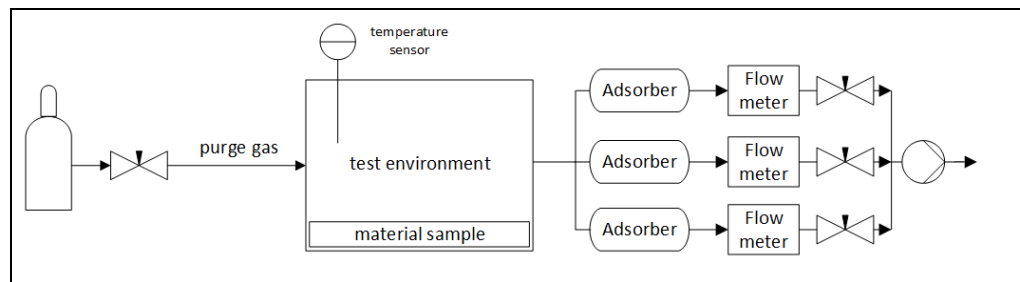 temperature
sensor
purge gas
test environment
material sample
Adsorber
Flow
meter
Adsorber
Flow
meter
Adsorber
Flow
meter